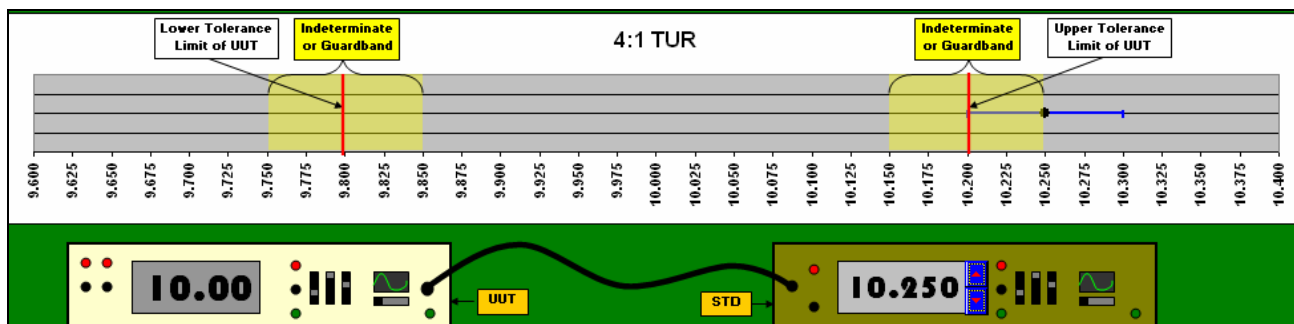 Lower Tolerance
Limit of UUT
Indeterminate
or Guardband
4:1 TUR
Indeterminate
or Guardband
Upper Tolerance
Limit of UUT
9.600 9.625 9.650 9.675 9.700 9.725 9.750 9.775 9.800 9.825 9.850 9.875 9.900 9.925 9.950 9.975 10.000 10.025 10.050 10.075 10.100 10.125 10.150 10.175 10.200 10.225 10.250 10.275 10.300 10.325 10.350 10.375 10.400
10.00
UUT
STD
10.250